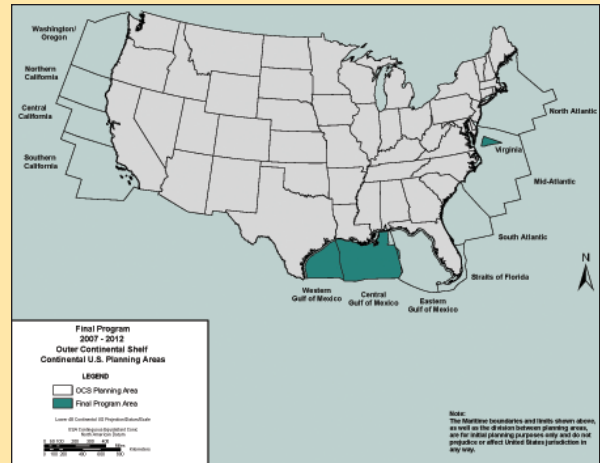 Washington/
Oregon
Northern
California
Central
California
Southern
California
North Atlantic
Virginia
Mid-Atlantic
South Atlantic
N
Straits of Florida
Western
Gulf of Mexico
Central
Gulf of Mexico
Eastern
Gulf of Mexico
Final Program
2007 - 2012
Outer Continental Shelf
Continental U.S. Planning Areas
LEGEND
OCS Planning Area
Final Program Area
Kilometers
Note:
The Maritime boundaries and limits shown above,
as well as the division between planning areas,
are for initial planning purposes only and do not
prejudice or affect United States jurisdiction in
any way.